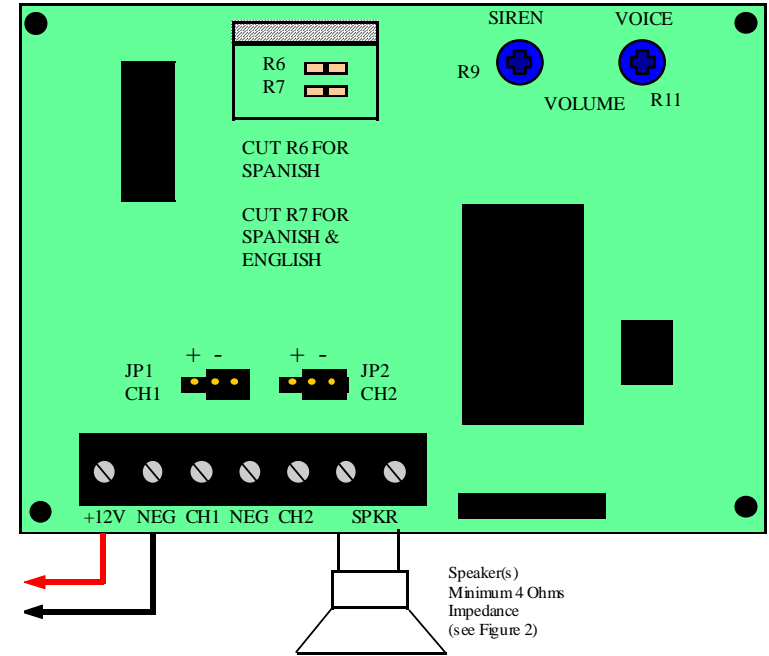 SIREN VOICE
R6
R7
R9
VOLUME R11
CUT R6 FOR
SPANISH
CUT R7 FOR
SPANISH &
ENGLISH
+ - + -
JP1
CH1
JP2
CH2
+12V NEG CH1 NEG CH2 SPKR
Speaker(s)
Minimum 4 Ohms
Impedance
(see Figure 2)